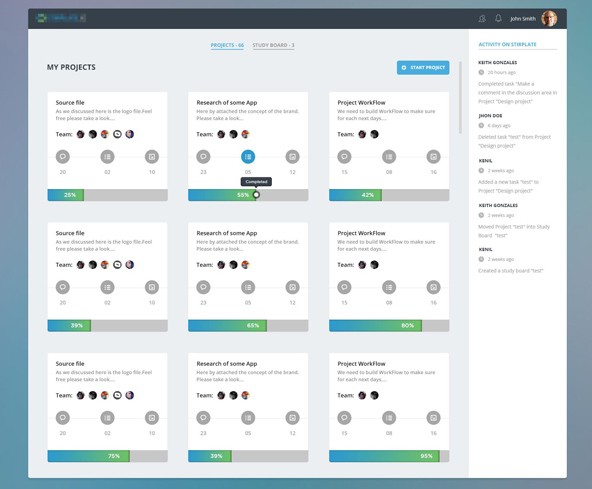 John Smith
PROJECTS - 66
STUDY BOARD - 3
MY PROJECTS
START PROJECT
Source file
As we discussed here is the logo file.Feel
free please take a look....
Team:
20
02
10
25%
Research of some App
Here by attached the concept of the brand.
Please take a look...
Team:
23
05
12
Completed
55%
Project WorkFlow
We need to build WorkFlow to make sure
for each next days....
Team:
15
08
16
42%
Source file
As we discussed here is the logo file.Feel
free please take a look....
Team:
20
02
10
39%
Research of some App
Here by attached the concept of the brand.
Please take a look...
Team:
23
05
12
65%
Project WorkFlow
We need to build WorkFlow to make sure
for each next days....
Team:
15
08
16
80%
Source file
As we discussed here is the logo file.Feel
free please take a look....
Team:
20
02
10
75%
Research of some App
Here by attached the concept of the brand.
Please take a look...
Team:
23
05
12
39%
Project WorkFlow
We need to build WorkFlow to make sure
for each next days....
Team:
15
08
16
95%
ACTIVITY ON STIRPLATE
KEITH GONZALES
20 hours ago
Completed task "Make a
comment in the discussion area in
Project "Design project"
JHON DOE
6 days ago
Deleted task "test" from Project
"Design project"
KENIL
2 weeks ago
Added a new task "test" to
Project "Design project"
KEITH GONZALES
2 weeks ago
Moved Project "test" into Study
Board "test"
KENIL
2 weeks ago
Created a study board "test"